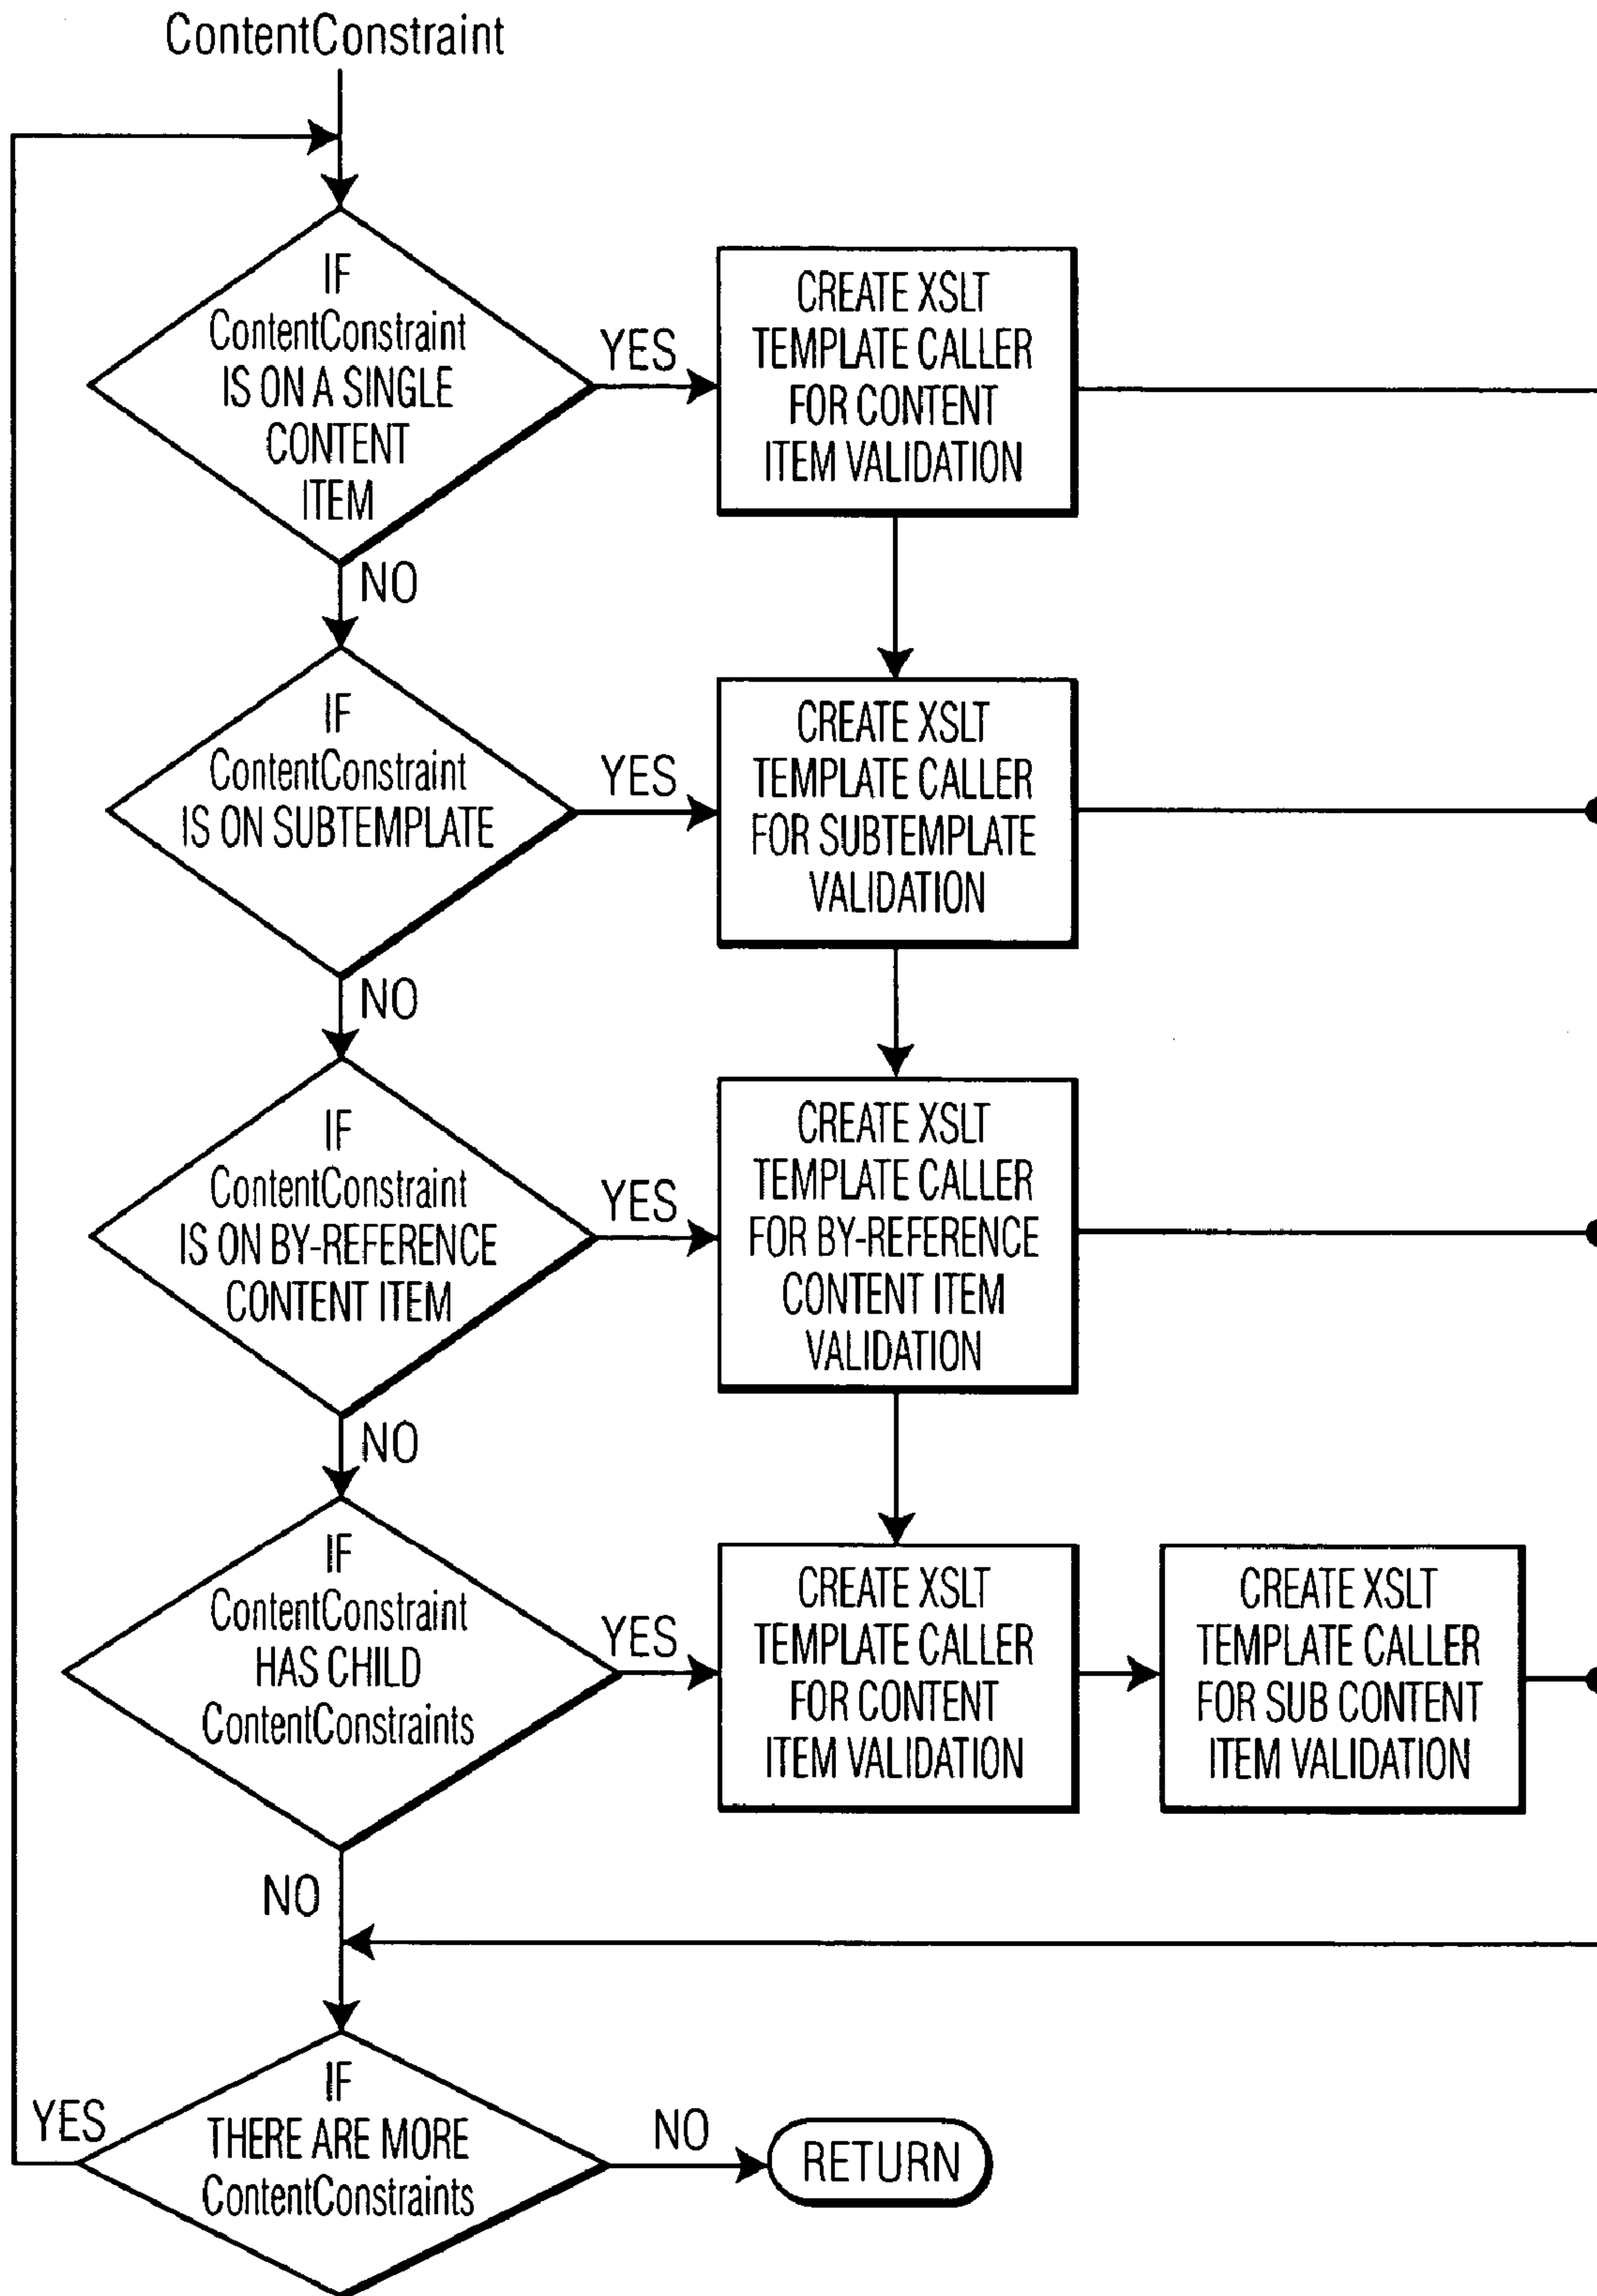 ContentConstraint
IF
ContentConstraint
IS ON A SINGLE
CONTENT
ITEM
YES
CREATE XSLT
TEMPLATE CALLER
FOR CONTENT
ITEM VALIDATION
NO
IF
ContentConstraint
IS ON SUBTEMPLATE
YES
CREATE XSLT
TEMPLATE CALLER
FOR SUBTEMPLATE
VALIDATION
NO
IF
ContentConstraint
IS ON BY-REFERENCE
CONTENT ITEM
YES
CREATE XSLT
TEMPLATE CALLER
FOR BY-REFERENCE
CONTENT ITEM
VALIDATION
NO
IF
ContentConstraint
HAS CHILD
ContentConstraints
YES
CREATE XSLT
TEMPLATE CALLER
FOR CONTENT
ITEM VALIDATION
CREATE XSLT
TEMPLATE CALLER
FOR SUB CONTENT
ITEM VALIDATION
NO
IF
THERE ARE MORE
ContentConstraints
YES
NO
RETURN